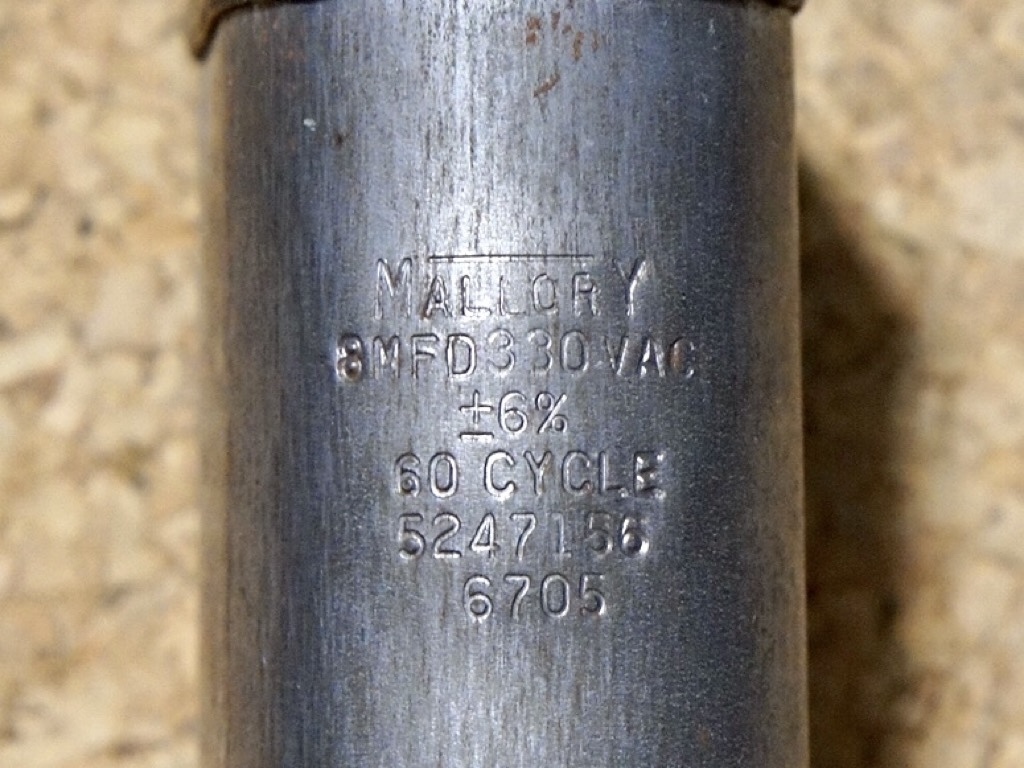 MALLORY
8MFD330VAC
±6%
60 CYCLE
5247156
6705